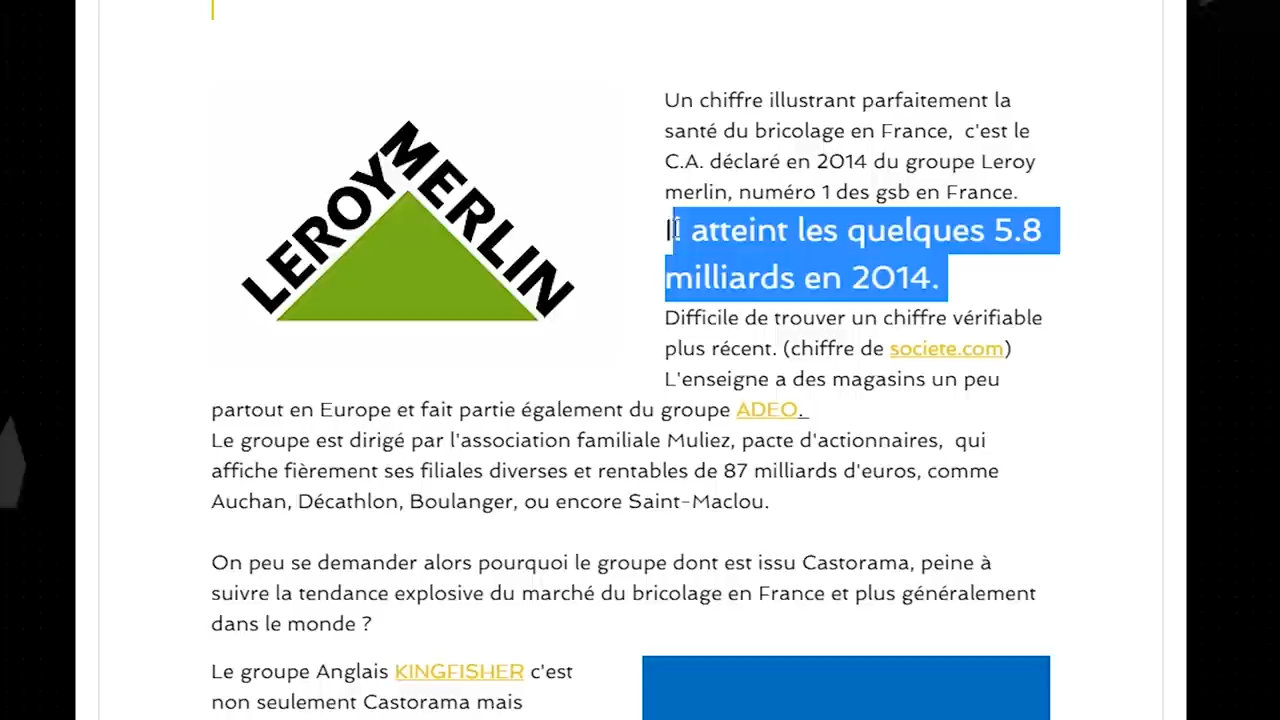 LEROY MERLIN
Un chiffre illustrant parfaitement la
santé du bricolage en France, c'est le
C.A. déclaré en 2014 du groupe Leroy
merlin, numéro 1 des gsb en France.
Il atteint les quelques 5.8
milliards en 2014.
Difficile de trouver un chiffre vérifiable
plus récent. (chiffre de societe.com)
L'enseigne a des magasins un peu
partout en Europe et fait partie également du groupe ADEO.
Le groupe est dirigé par l'association familiale Muliez, pacte d'actionnaires, qui
affiche fièrement ses filiales diverses et rentables de 87 milliards d'euros, comme
Auchan, Décathlon, Boulanger, ou encore Saint-Maclou.
On peu se demander alors pourquoi le groupe dont est issu Castorama, peine à
suivre la tendance explosive du marché du bricolage en France et plus généralement
dans le monde ?
Le groupe Anglais KINGFISHER c'est
non seulement Castorama mais